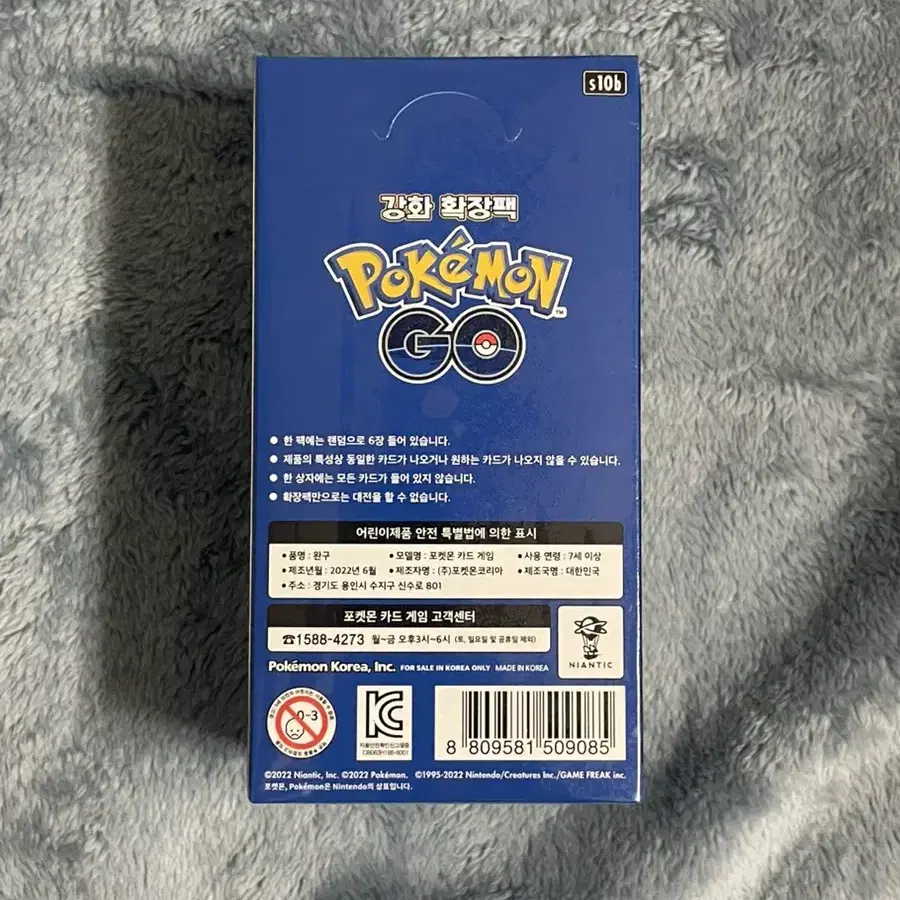 s10b
강화 확장팩
POKéMON
™
GO
● 한 팩에는 랜덤으로 6장 들어 있습니다.
● 제품의 특성상 동일한 카드가 나오거나 원하는 카드가 나오지 않을 수 있습니다.
● 한 상자에는 모든 카드가 들어 있지 않습니다.
● 확장팩만으로는 대전을 할 수 없습니다.
어린이제품 안전 특별법에 의한 표시
● 품명 : 완구 ● 모델명 : 포켓몬 카드 게임 ● 사용 연령 : 7세 이상
● 제조년월 : 2022년 6월 ● 제조자명 : (주)포켓몬코리아 ● 제조국명 : 대한민국
● 주소 : 경기도 용인시 수지구 신수로 801
포켓몬 카드 게임 고객센터
☎1588-4273 월~금 오후3시~6시 (토, 일요일 및 공휴일 제외)
NIANTIC
Pokémon Korea, Inc. FOR SALE IN KOREA ONLY MADE IN KOREA
0-3
KC
CB063H186-6001
8 809581 509085
©2022 Niantic, Inc. ©2022 Pokémon. ©1995-2022 Nintendo/Creatures Inc./GAME FREAK inc.
포켓몬, Pokémon은 Nintendo의 상표입니다.